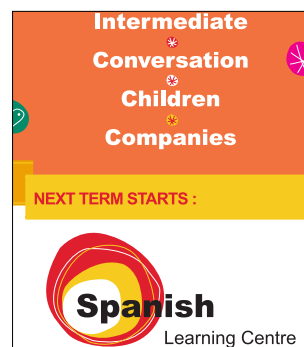 Intermediate
Conversation
Children
Companies
NEXT TERM STARTS :
Spanish
Learning Centre